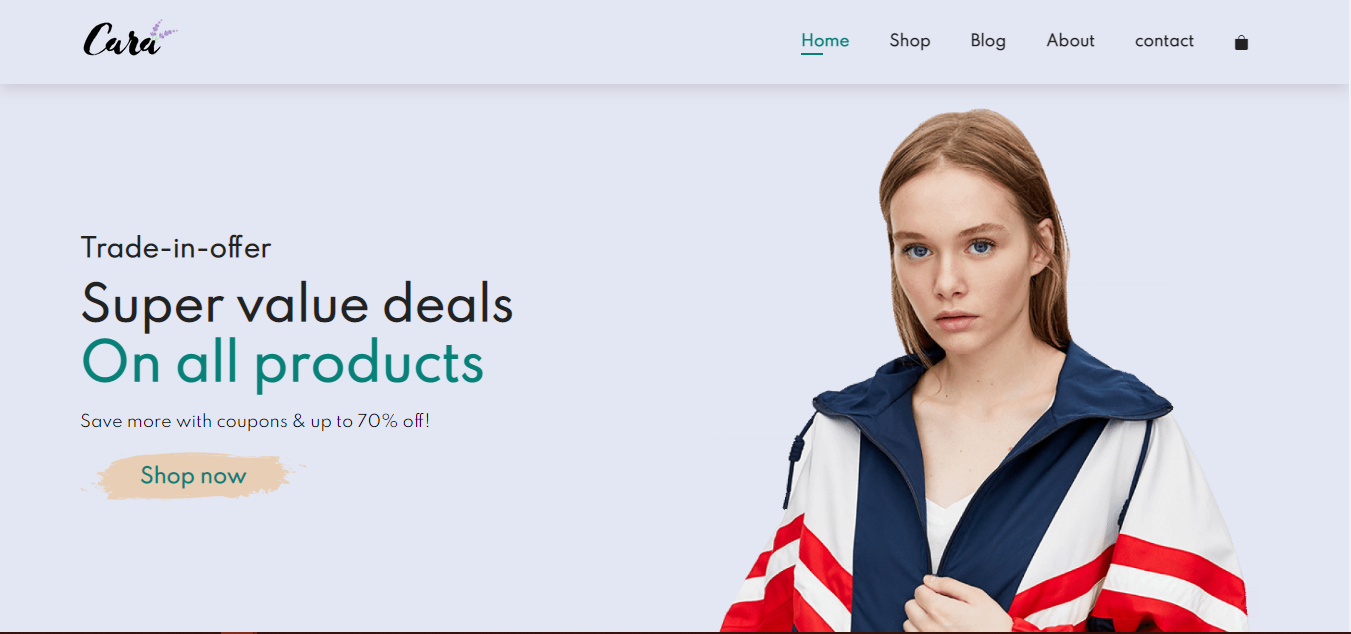 Cara
Home Shop Blog About contact
Trade-in-offer
Super value deals
On all products
Save more with coupons & up to 70% off!
Shop now